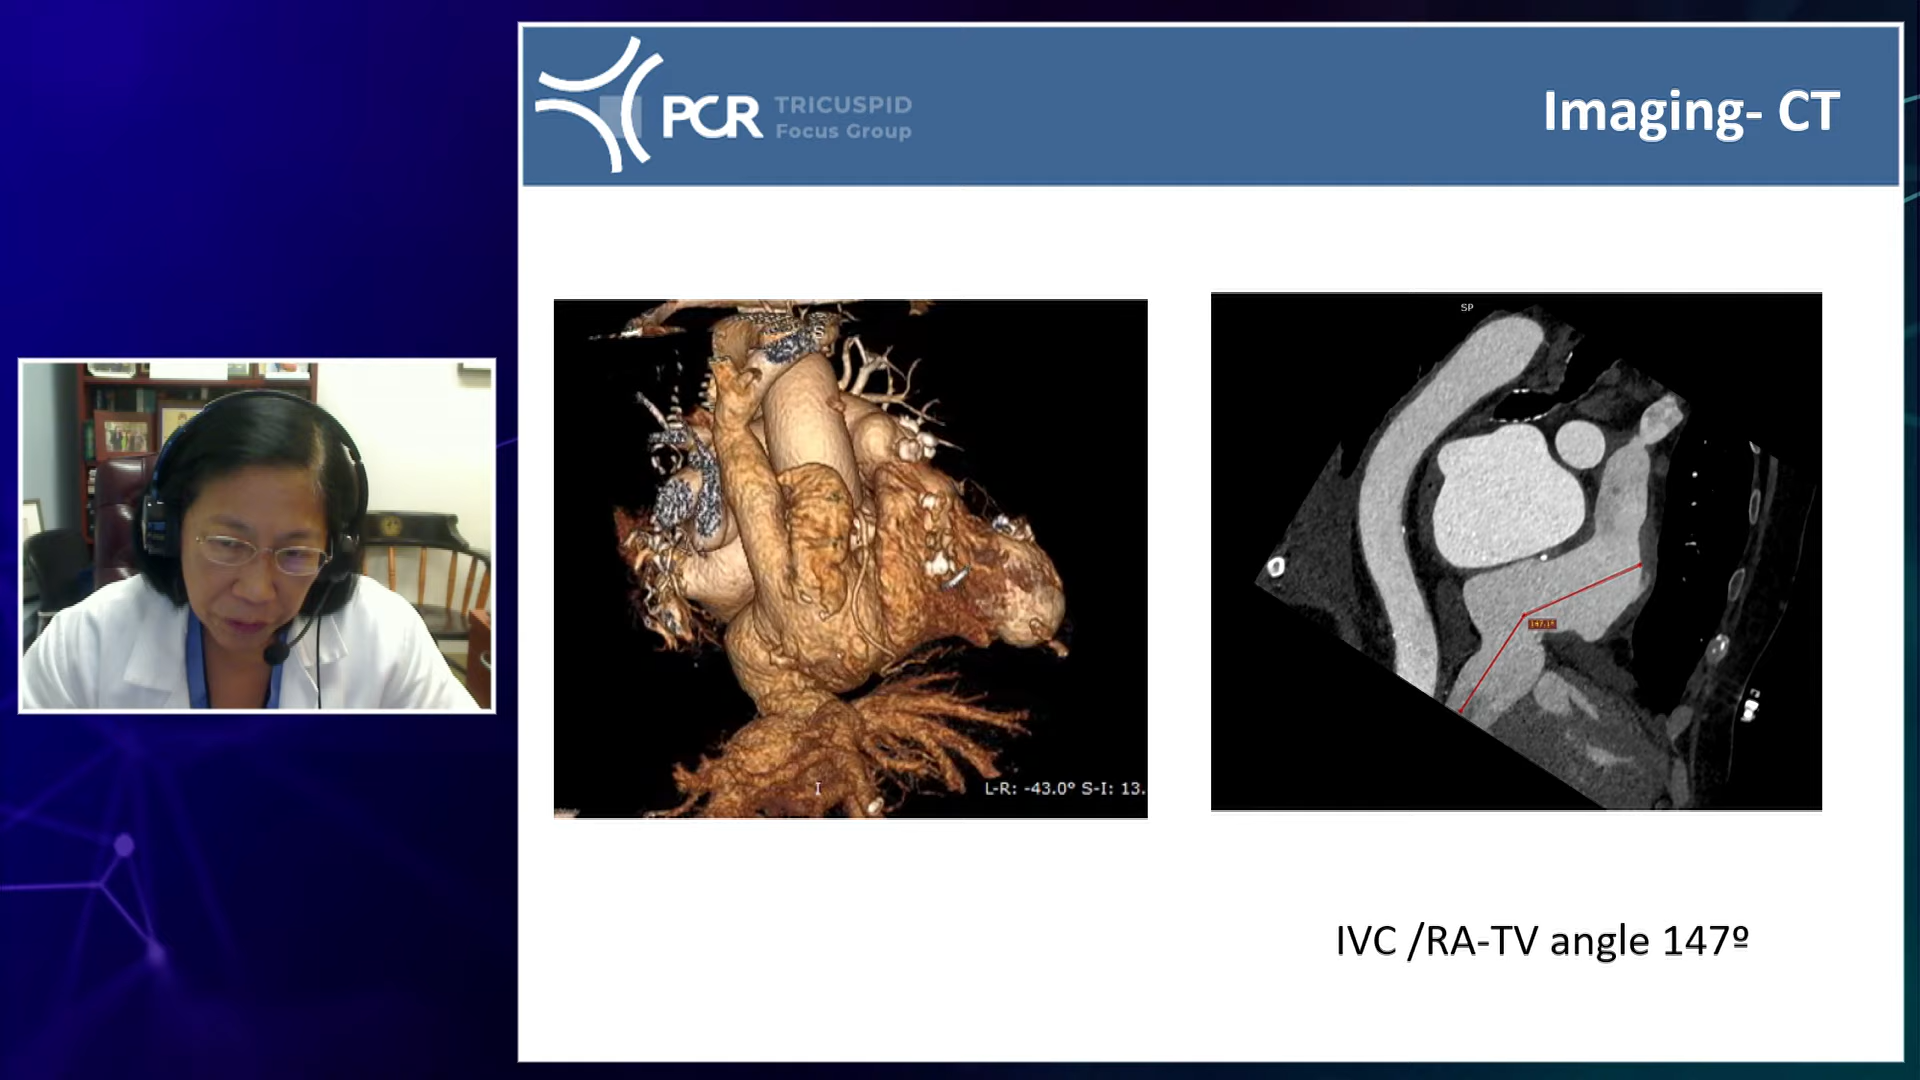 PCR TRICUSPID
Focus Group
Imaging- CT
S
I
L-R: -43.0° S-I: 13.
SP
IVC /RA-TV angle 147º